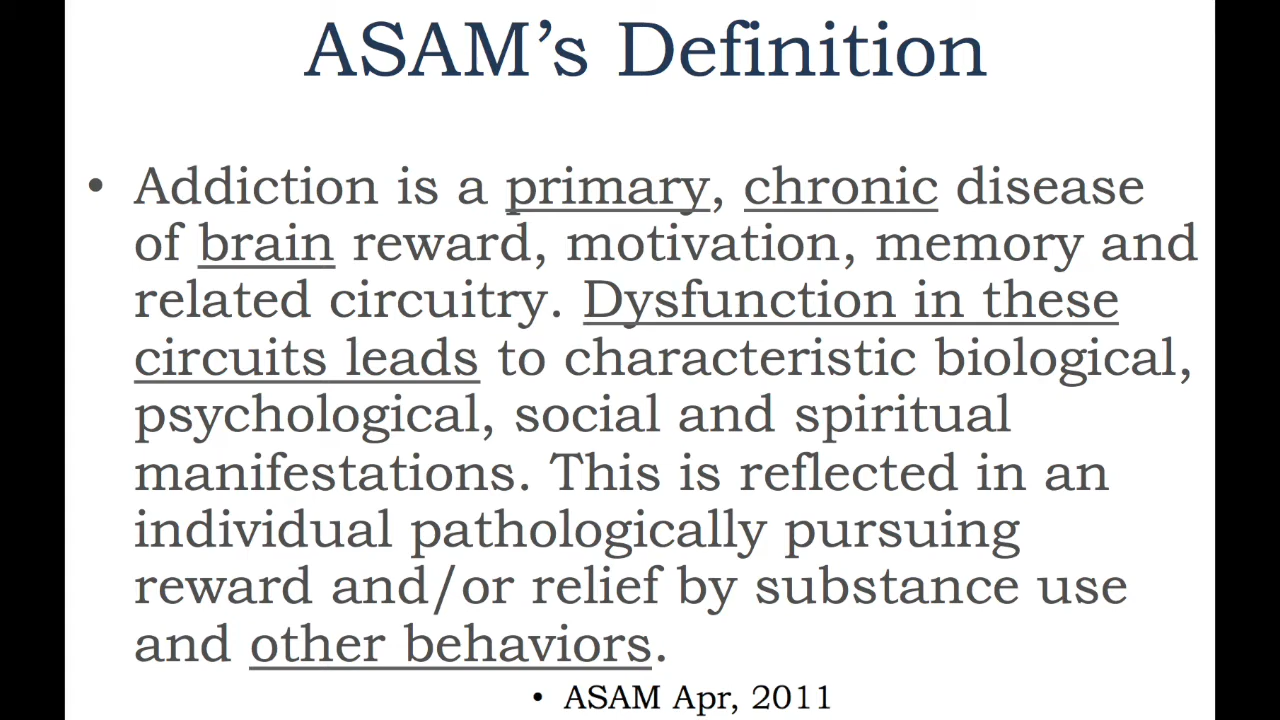 ASAM’s Definition
• Addiction is a primary, chronic disease
of brain reward, motivation, memory and
related circuitry. Dysfunction in these
circuits leads to characteristic biological,
psychological, social and spiritual
manifestations. This is reflected in an
individual pathologically pursuing
reward and/or relief by substance use
and other behaviors.
• ASAM Apr, 2011